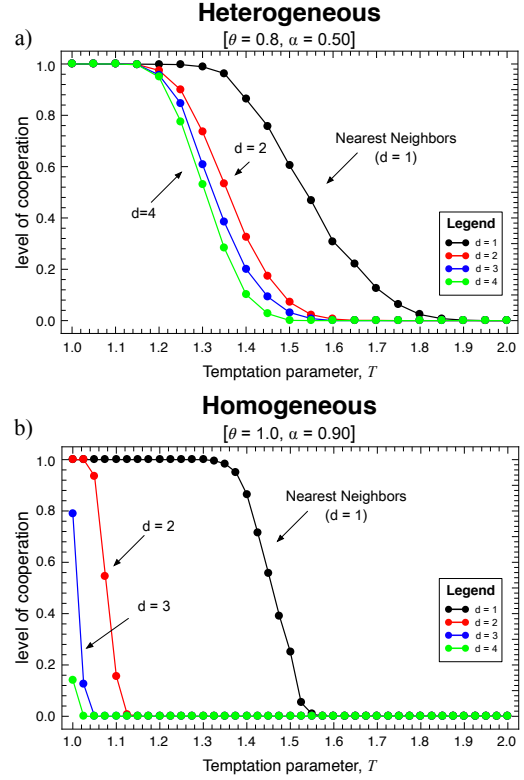 Heterogeneous
a)
[θ = 0.8, α = 0.50]
level of cooperation
1.0
0.8
0.6
0.4
0.2
0.0
d = 2
d=4
Nearest Neighbors
(d = 1)
Legend
d = 1
d = 2
d = 3
d = 4
1.0 1.1 1.2 1.3 1.4 1.5 1.6 1.7 1.8 1.9 2.0
Temptation parameter, T
Homogeneous
b)
[θ = 1.0, α = 0.90]
level of cooperation
1.0
0.8
0.6
0.4
0.2
0.0
Nearest Neighbors
(d = 1)
d = 2
d = 3
Legend
d = 1
d = 2
d = 3
d = 4
1.0 1.1 1.2 1.3 1.4 1.5 1.6 1.7 1.8 1.9 2.0
Temptation parameter, T